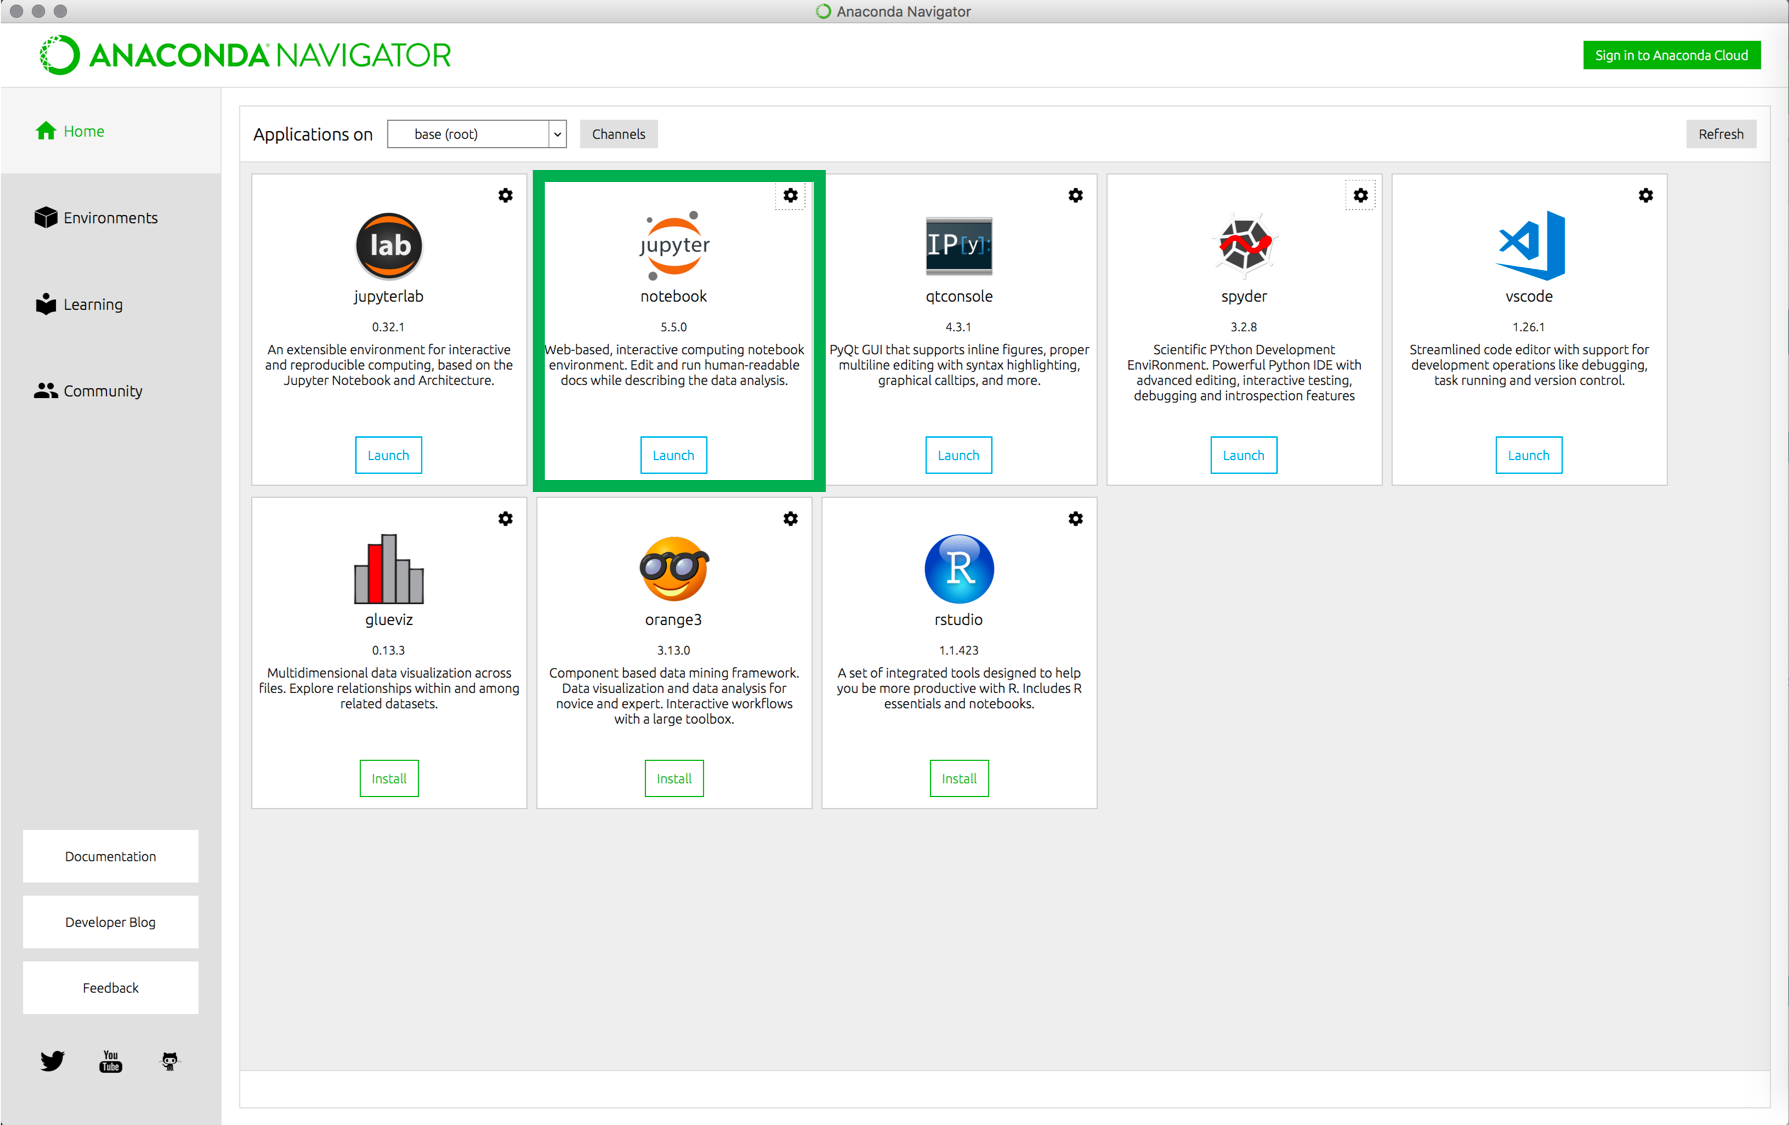 Anaconda Navigator
ANACONDA NAVIGATOR
Sign in to Anaconda Cloud
Home
Environments
Learning
Community
Documentation
Developer Blog
Feedback
You
Tube
Applications on
base (root)
Channels
Refresh
lab
jupyterlab
0.32.1
An extensible environment for interactive
and reproducible computing, based on the
Jupyter Notebook and Architecture.
Launch
jupyter
notebook
5.5.0
Web-based, interactive computing notebook
environment. Edit and run human-readable
docs while describing the data analysis.
Launch
IP[y]:
qtconsole
4.3.1
PyQt GUI that supports inline figures, proper
multiline editing with syntax highlighting,
graphical calltips, and more.
Launch
spyder
3.2.8
Scientific PYthon Development
EnviRonment. Powerful Python IDE with
advanced editing, interactive testing,
debugging and introspection features
Launch
vscode
1.26.1
Streamlined code editor with support for
development operations like debugging,
task running and version control.
Launch
glueviz
0.13.3
Multidimensional data visualization across
files. Explore relationships within and among
related datasets.
Install
orange3
3.13.0
Component based data mining framework.
Data visualization and data analysis for
novice and expert. Interactive workflows
with a large toolbox.
Install
R
rstudio
1.1.423
A set of integrated tools designed to help
you be more productive with R. Includes R
essentials and notebooks.
Install